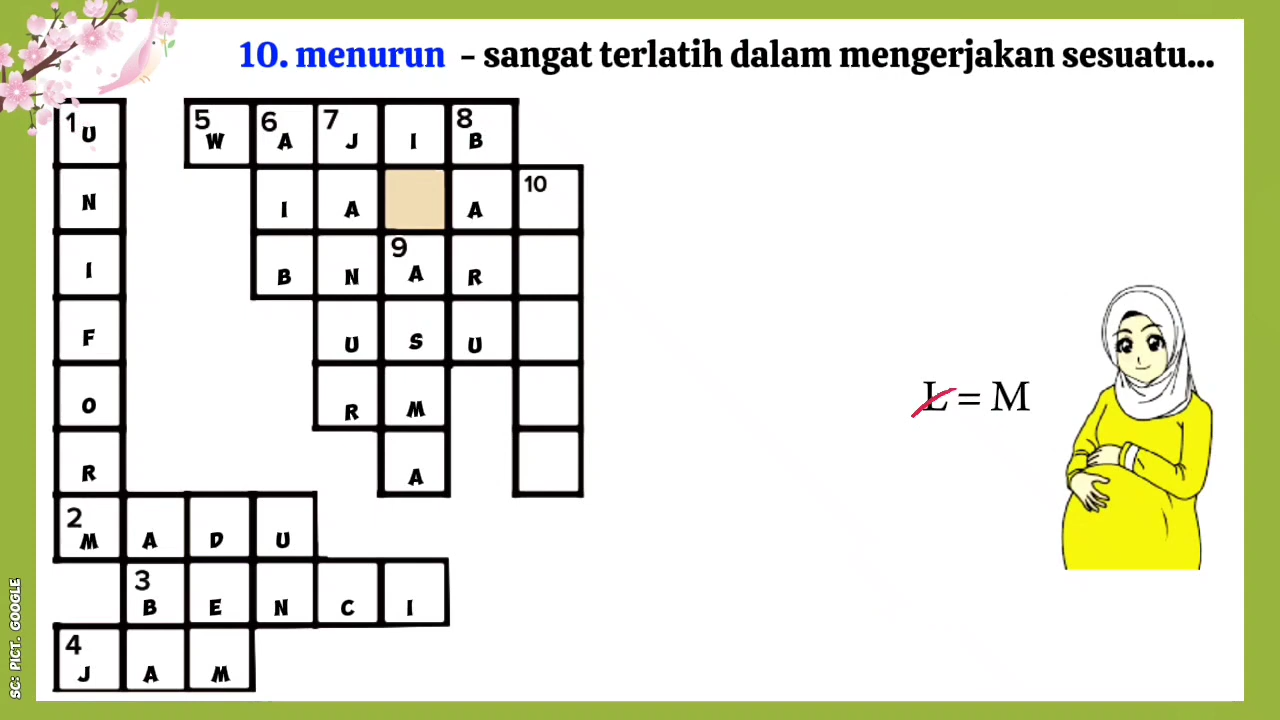 10. menurun - sangat terlatih dalam mengerjakan sesuatu...
1 U 5 W 6 A 7 J I 8 B
N I A A 10
I B N 9 A R
F U S U
O R M
R A
2 M A D U
3 B E N C I
4 J A M
L = M
SC: PICT. GOOGLE